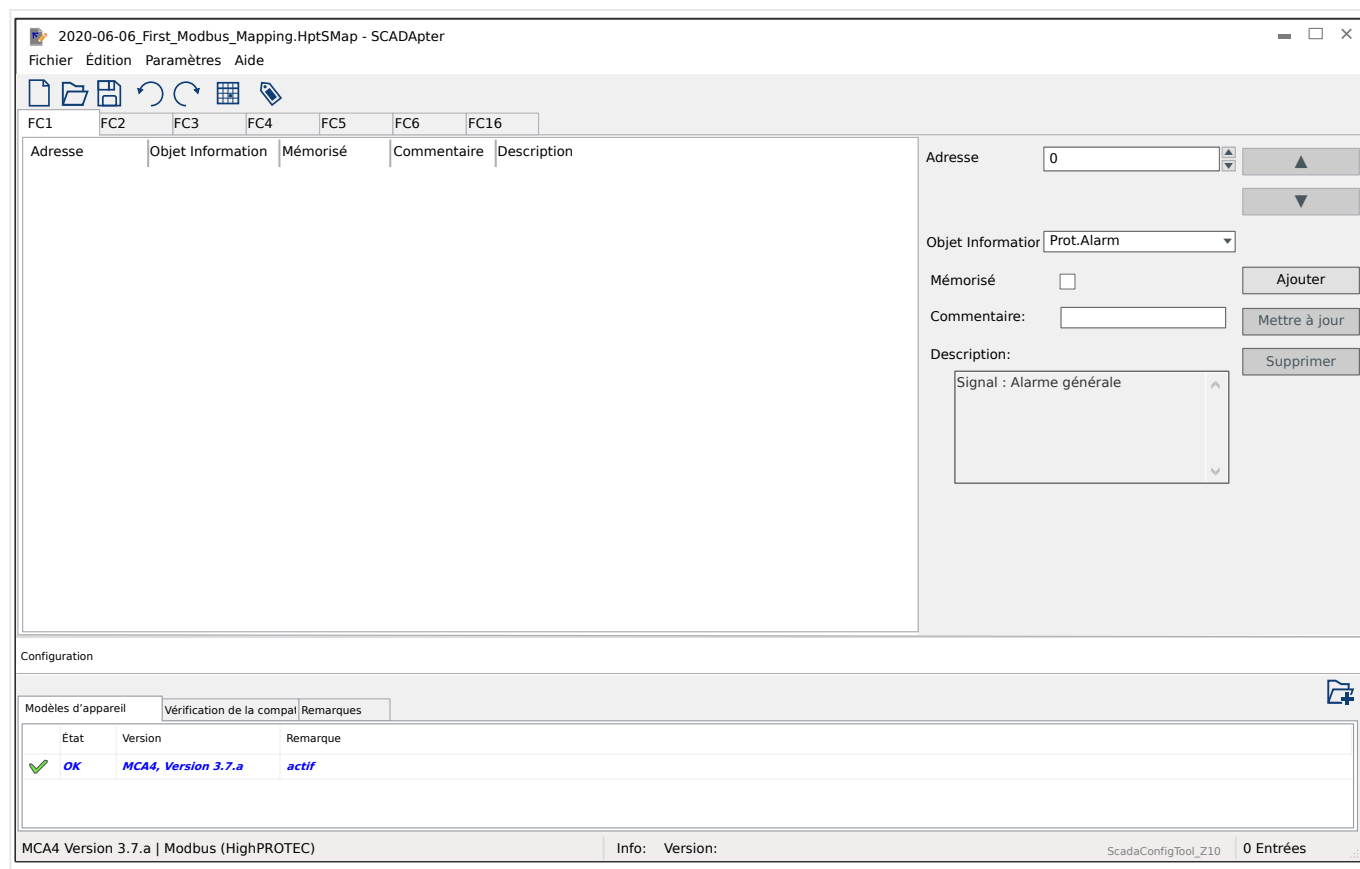 2020-06-06_First_Modbus_Mapping.HptSMap - SCADApter
Fichier Édition Paramètres Aide
FC1 FC2 FC3 FC4 FC5 FC6 FC16
Adresse Objet Information Mémorisé Commentaire Description
Adresse 0
Objet Information Prot.Alarm
Mémorisé Ajouter
Commentaire: Mettre à jour
Description: Supprimer
Signal : Alarme générale
Configuration
Modèles d’appareil Vérification de la compat Remarques
État Version Remarque
OK MCA4, Version 3.7.a actif
MCA4 Version 3.7.a | Modbus (HighPROTEC) Info: Version: ScadaConfigTool_Z10 0 Entrées